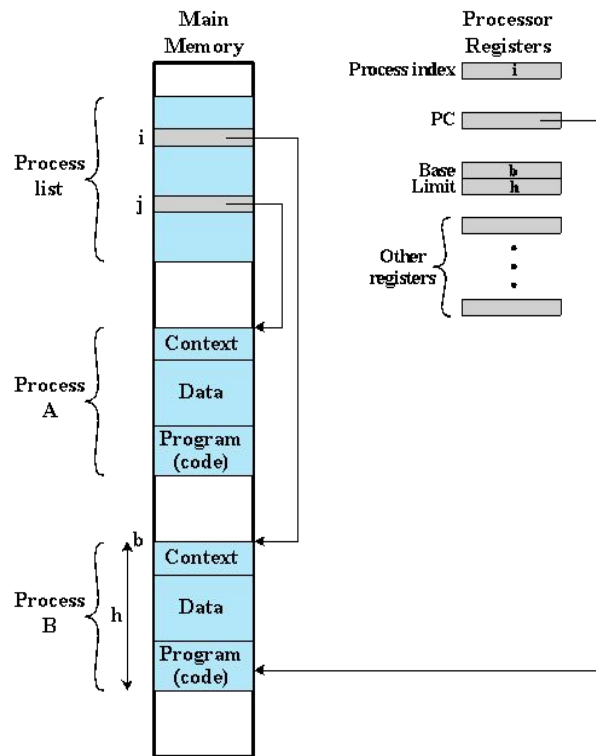 Main
Memory
Processor
Registers
Process index
i
i
PC
Process
list
Base
b
Limit
h
j
Other
registers
Context
Process
A
Data
Program
(code)
b
Context
Process
B
h
Data
Program
(code)